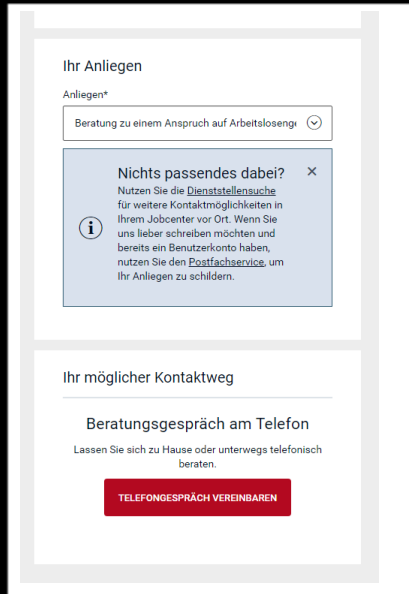 Ihr Anliegen
Anliegen*
Beratung zu einem Anspruch auf Arbeitslosenge
Nichts passendes dabei?
Nutzen Sie die Dienststellensuche
für weitere Kontaktmöglichkeiten in
Ihrem Jobcenter vor Ort. Wenn Sie
uns lieber schreiben möchten und
bereits ein Benutzerkonto haben,
nutzen Sie den Postfachservice, um
Ihr Anliegen zu schildern.
Ihr möglicher Kontaktweg
Beratungsgespräch am Telefon
Lassen Sie sich zu Hause oder unterwegs telefonisch
beraten.
TELEFONGESPRÄCH VEREINBAREN